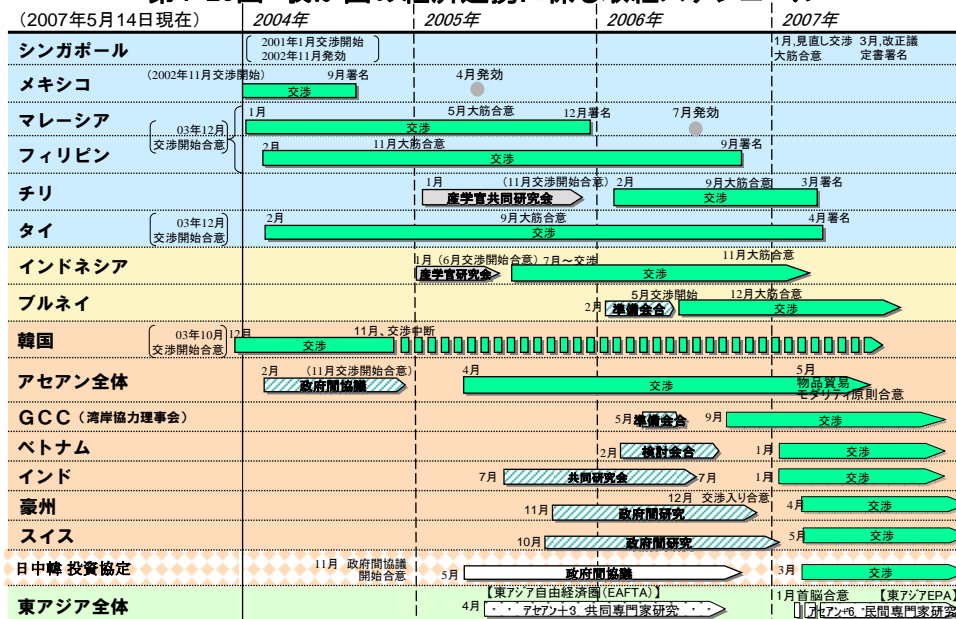 (2007年5月14日現在) 2004年 2005年 2006年 2007年
シンガポール 2001年1月交渉開始 1月,見直し交渉 3月,改正議
2002年11月発効 大筋合意 定書署名
メキシコ (2002年11月交渉開始) 9月署名 4月発効
交渉
マレーシア 1月 5月大筋合意 12月署名 7月発効
03年12月 交渉
交渉開始合意
フィリピン 2月 11月大筋合意 9月署名
交渉
チリ 1月 (11月交渉開始合意) 2月 9月大筋合意 3月署名
産学官共同研究会 交渉
タイ 03年12月 2月 9月大筋合意 4月署名
交渉開始合意 交渉
インドネシア 1月 (6月交渉開始合意) 7月～交渉 11月大筋合意
産学官研究会 交渉
ブルネイ 5月交渉開始 12月大筋合意
2月 準備会合 交渉
韓国 03年10月 12月 11月、交渉中断
交渉開始合意 交渉
アセアン全体 2月 (11月交渉開始合意) 4月 5月
政府間協議 交渉 物品貿易
モダリティ原則合意
GCC (湾岸協力理事会) 5月 準備会合 9月 交渉
ベトナム 2月 検討会合 1月 交渉
インド 7月 共同研究会 7月 1月 交渉
豪州 12月 交渉入り合意
11月 政府間研究 4月 交渉
スイス 10月 政府間研究 5月 交渉
日中韓 投資協定 11月 政府間協議
開始合意 5月 政府間協議 3月 交渉
東アジア全体 【東アジア自由経済圏(EAFTA)】 1月首脳合意 【東アジアEPA】
4月 アセアン+3 共同専門家研究 アセアン+6 民間専門家研究